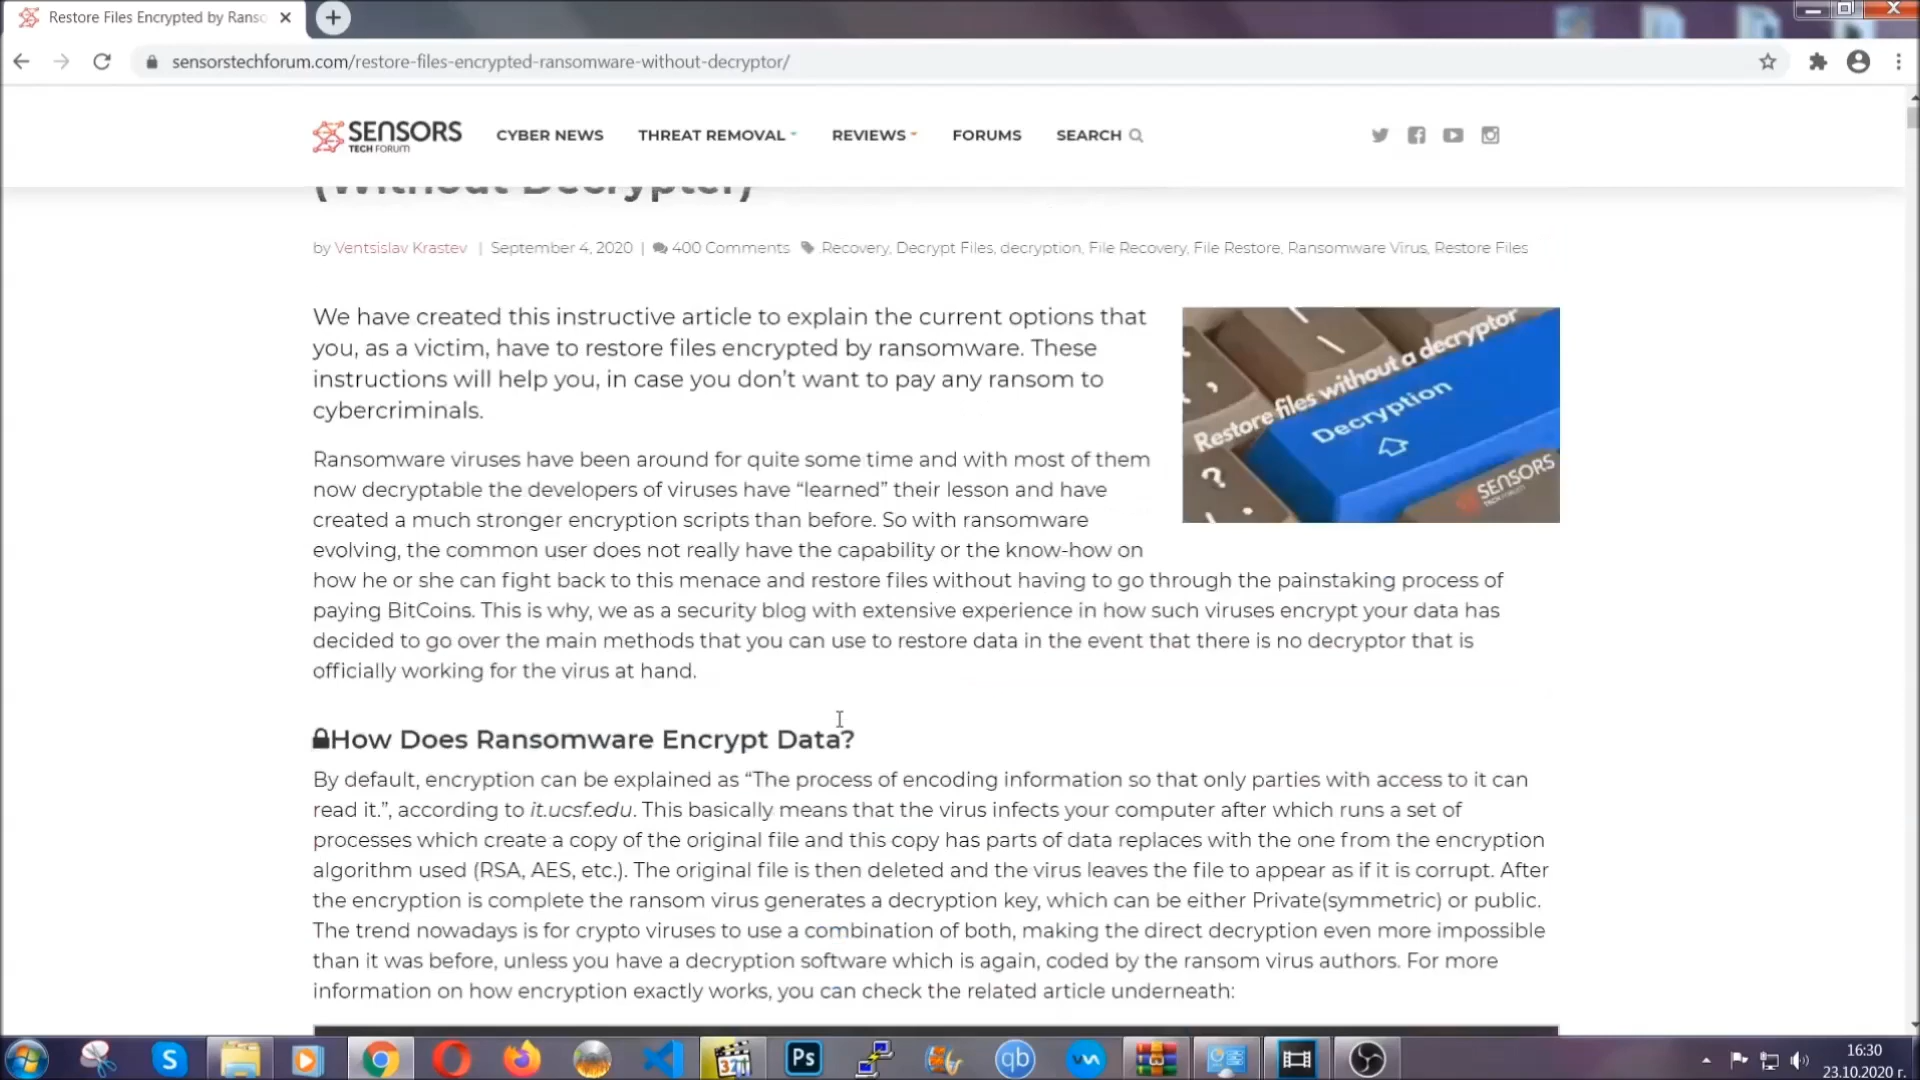 Restore Files Encrypted by Ranso
sensorstechforum.com/restore-files-encrypted-ransomware-without-decryptor/
SENSORS
TECH FORUM
CYBER NEWS THREAT REMOVAL REVIEWS FORUMS SEARCH
(Without Decrypter)
by Ventsislav Krastev | September 4, 2020 | 400 Comments Recovery, Decrypt Files, decryption, File Recovery, File Restore, Ransomware Virus, Restore Files
We have created this instructive article to explain the current options that
you, as a victim, have to restore files encrypted by ransomware. These
instructions will help you, in case you don't want to pay any ransom to
cybercriminals.
Restore files without a decryptor
Decryption
SENSORS
Ransomware viruses have been around for quite some time and with most of them
now decryptable the developers of viruses have “learned” their lesson and have
created a much stronger encryption scripts than before. So with ransomware
evolving, the common user does not really have the capability or the know-how on
how he or she can fight back to this menace and restore files without having to go through the painstaking process of
paying BitCoins. This is why, we as a security blog with extensive experience in how such viruses encrypt your data has
decided to go over the main methods that you can use to restore data in the event that there is no decryptor that is
officially working for the virus at hand.
How Does Ransomware Encrypt Data?
By default, encryption can be explained as “The process of encoding information so that only parties with access to it can
read it.”, according to it.ucsf.edu. This basically means that the virus infects your computer after which runs a set of
processes which create a copy of the original file and this copy has parts of data replaces with the one from the encryption
algorithm used (RSA, AES, etc.). The original file is then deleted and the virus leaves the file to appear as if it is corrupt. After
the encryption is complete the ransom virus generates a decryption key, which can be either Private(symmetric) or public.
The trend nowadays is for crypto viruses to use a combination of both, making the direct decryption even more impossible
than it was before, unless you have a decryption software which is again, coded by the ransom virus authors. For more
information on how encryption exactly works, you can check the related article underneath:
S
321
Ps
qb
16:30
23.10.2020 г.